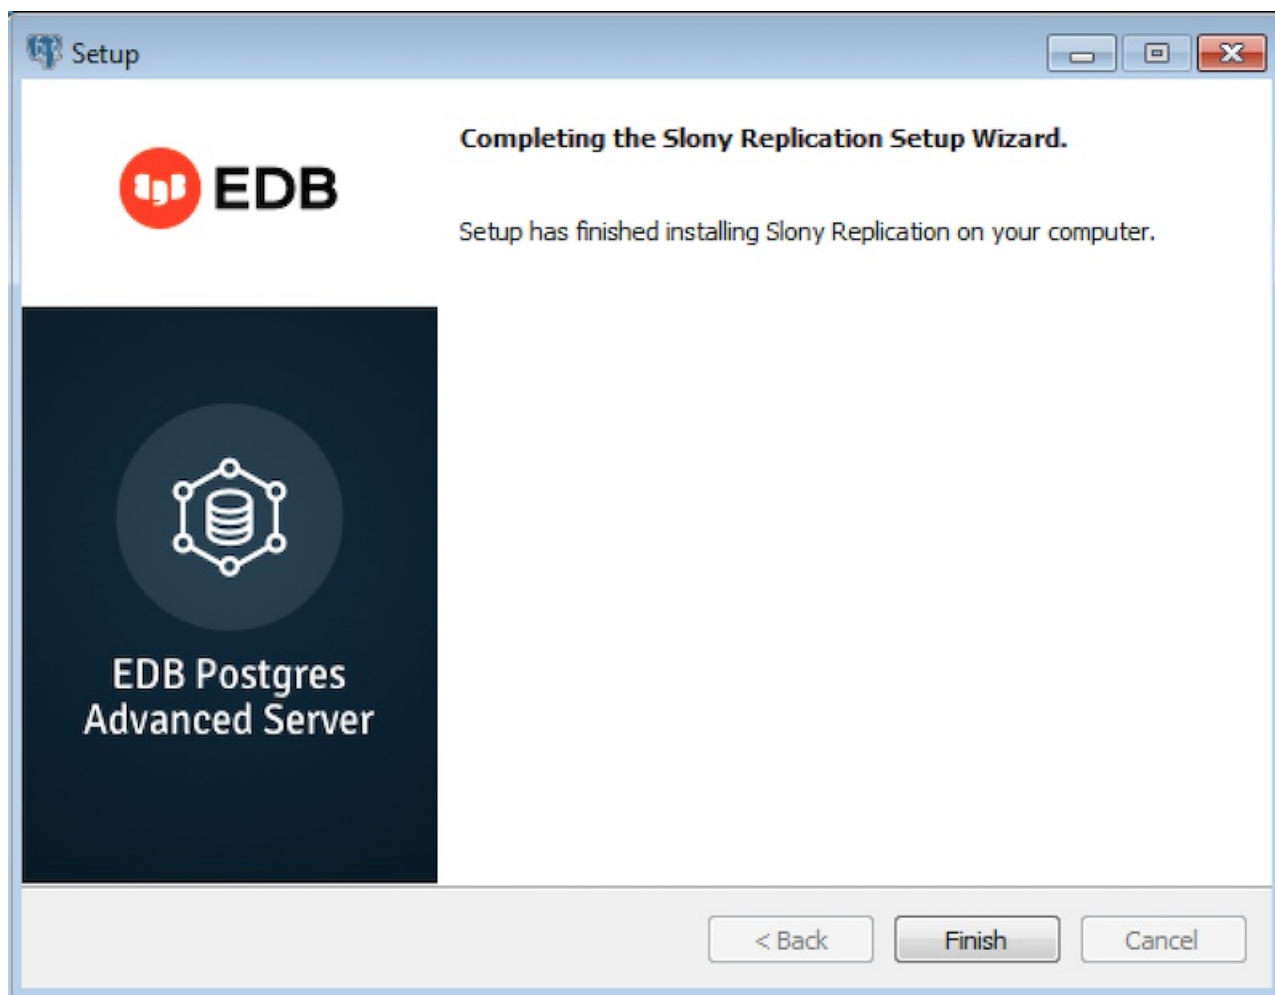 Setup
EDB
Completing the Slony Replication Setup Wizard.
Setup has finished installing Slony Replication on your computer.
EDB Postgres
Advanced Server
< Back
Finish
Cancel